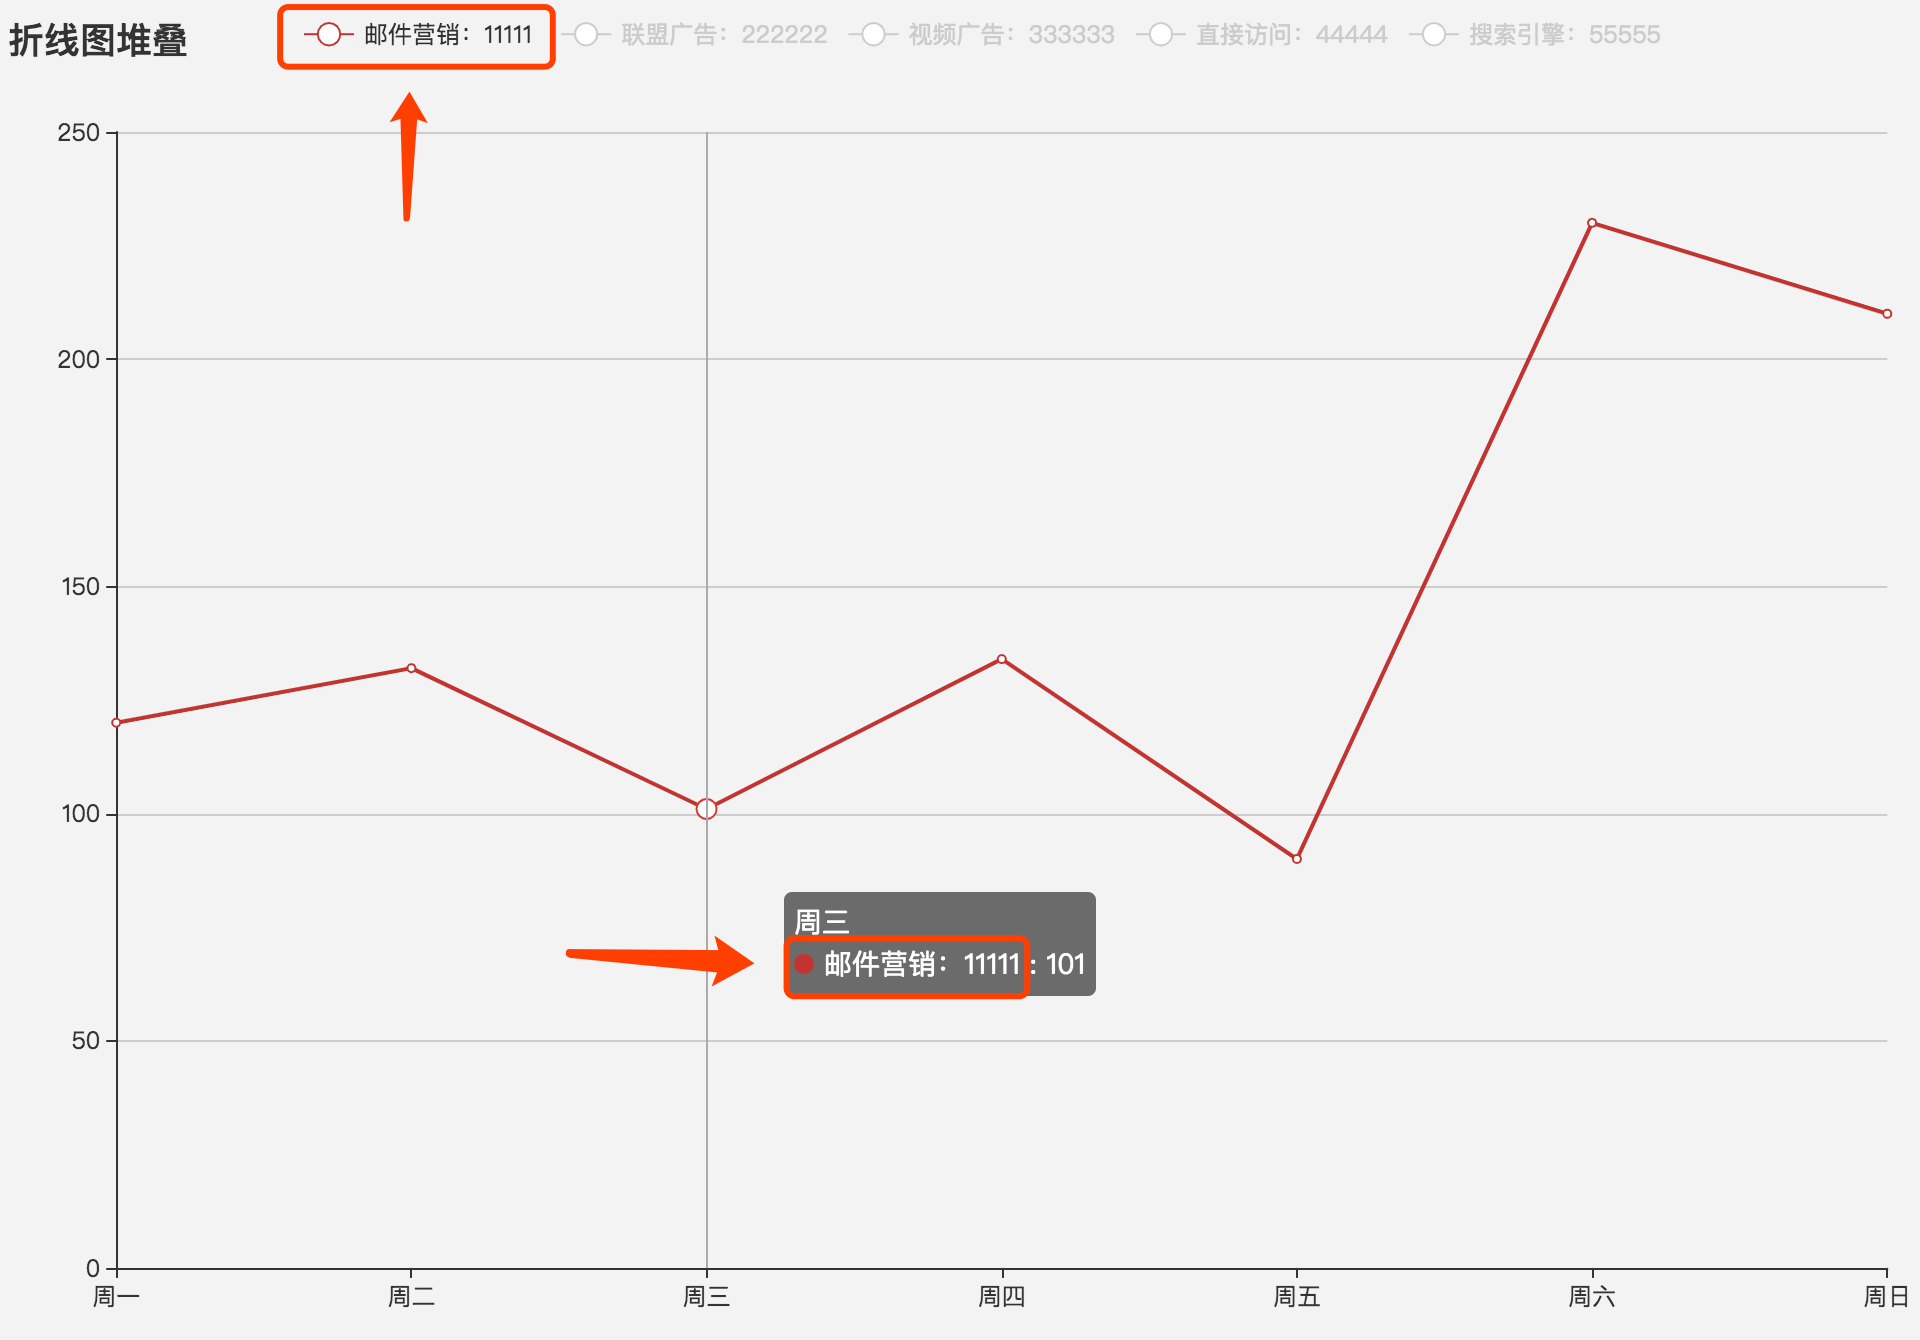 折线图堆叠
邮件营销：11111 联盟广告：222222 视频广告：333333 直接访问：44444 搜索引擎：55555
250
200
150
100
50
0
周三
邮件营销：11111 : 101
周一 周二 周三 周四 周五 周六 周日